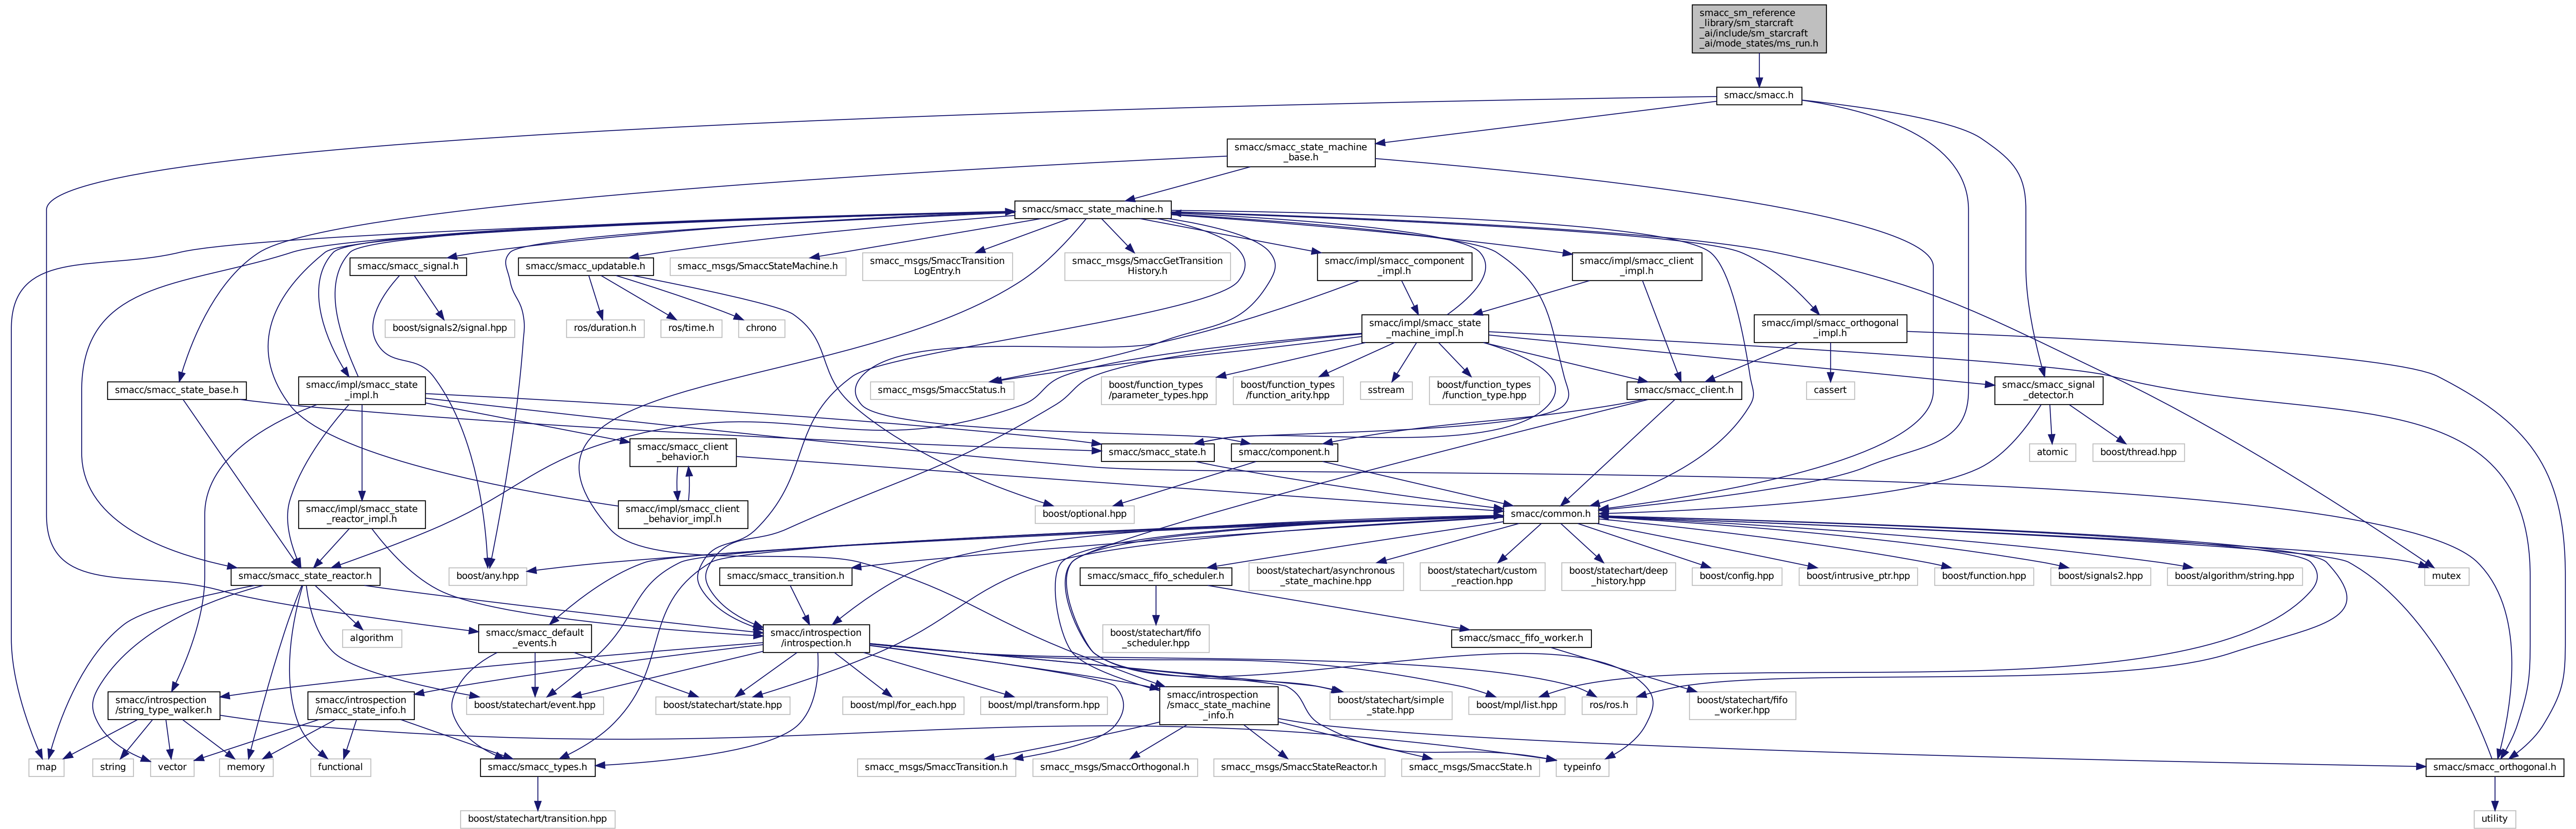 smacc_sm_reference
_library/sm_starcraft
_ai/include/sm_starcraft
_ai/mode_states/ms_run.h
smacc/smacc.h
smacc/smacc_state_machine
_base.h
smacc/smacc_state_machine.h
smacc/smacc_signal.h
smacc/smacc_updatable.h
smacc_msgs/SmaccStateMachine.h
smacc_msgs/SmaccTransition
LogEntry.h
smacc_msgs/SmaccGetTransition
History.h
smacc/impl/smacc_component
_impl.h
smacc/impl/smacc_client
_impl.h
boost/signals2/signal.hpp
ros/duration.h
ros/time.h
chrono
smacc/impl/smacc_state
_machine_impl.h
smacc/impl/smacc_orthogonal
_impl.h
smacc/smacc_state_base.h
smacc/impl/smacc_state
_impl.h
smacc_msgs/SmaccStatus.h
boost/function_types
/parameter_types.hpp
boost/function_types
/function_arity.hpp
sstream
boost/function_types
/function_type.hpp
smacc/smacc_client.h
cassert
smacc/smacc_signal
_detector.h
smacc/smacc_client
_behavior.h
smacc/smacc_state.h
smacc/component.h
atomic
boost/thread.hpp
smacc/impl/smacc_state
_reactor_impl.h
smacc/impl/smacc_client
_behavior_impl.h
boost/optional.hpp
smacc/common.h
smacc/smacc_state_reactor.h
boost/any.hpp
smacc/smacc_transition.h
smacc/smacc_fifo_scheduler.h
boost/statechart/asynchronous
_state_machine.hpp
boost/statechart/custom
_reaction.hpp
boost/statechart/deep
_history.hpp
boost/config.hpp
boost/intrusive_ptr.hpp
boost/function.hpp
boost/signals2.hpp
boost/algorithm/string.hpp
mutex
algorithm
smacc/smacc_default
_events.h
smacc/introspection
/introspection.h
boost/statechart/fifo
_scheduler.hpp
smacc/smacc_fifo_worker.h
smacc/introspection
/string_type_walker.h
smacc/introspection
/smacc_state_info.h
boost/statechart/event.hpp
boost/statechart/state.hpp
boost/mpl/for_each.hpp
boost/mpl/transform.hpp
smacc/introspection
/smacc_state_machine
_info.h
boost/statechart/simple
_state.hpp
boost/mpl/list.hpp
ros/ros.h
boost/statechart/fifo
_worker.hpp
map
string
vector
memory
functional
smacc/smacc_types.h
smacc_msgs/SmaccTransition.h
smacc_msgs/SmaccOrthogonal.h
smacc_msgs/SmaccStateReactor.h
smacc_msgs/SmaccState.h
typeinfo
smacc/smacc_orthogonal.h
boost/statechart/transition.hpp
utility